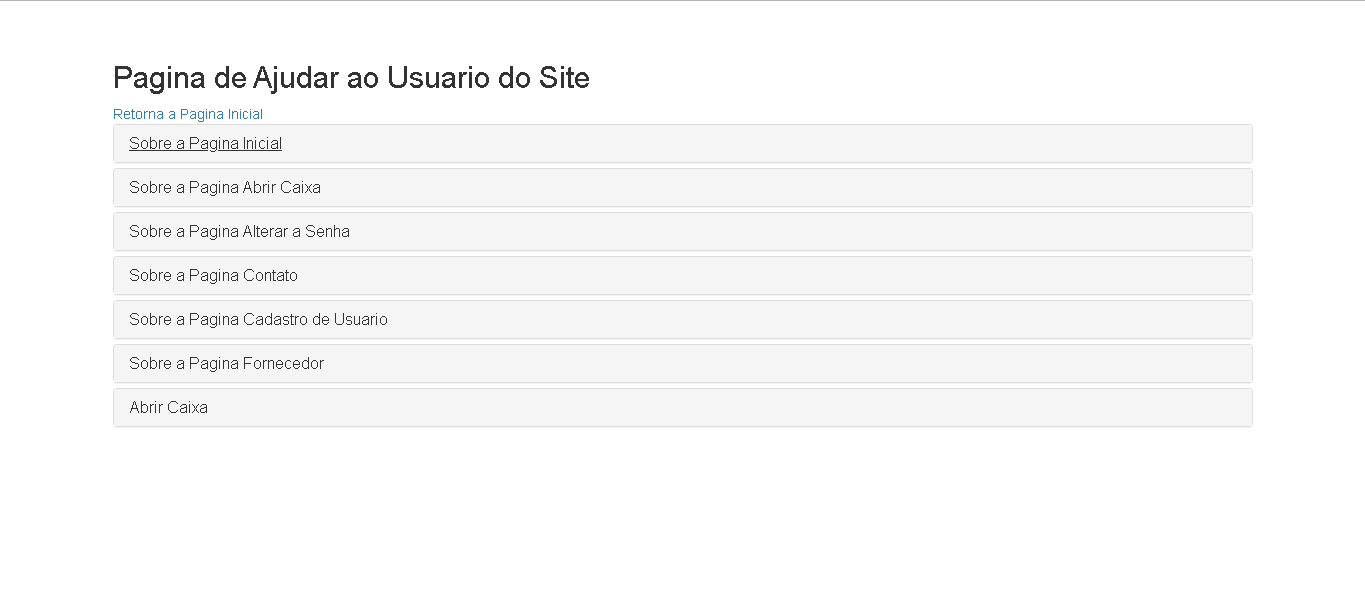 Pagina de Ajudar ao Usuario do Site
Retorna a Pagina Inicial
Sobre a Pagina Inicial
Sobre a Pagina Abrir Caixa
Sobre a Pagina Alterar a Senha
Sobre a Pagina Contato
Sobre a Pagina Cadastro de Usuario
Sobre a Pagina Fornecedor
Abrir Caixa